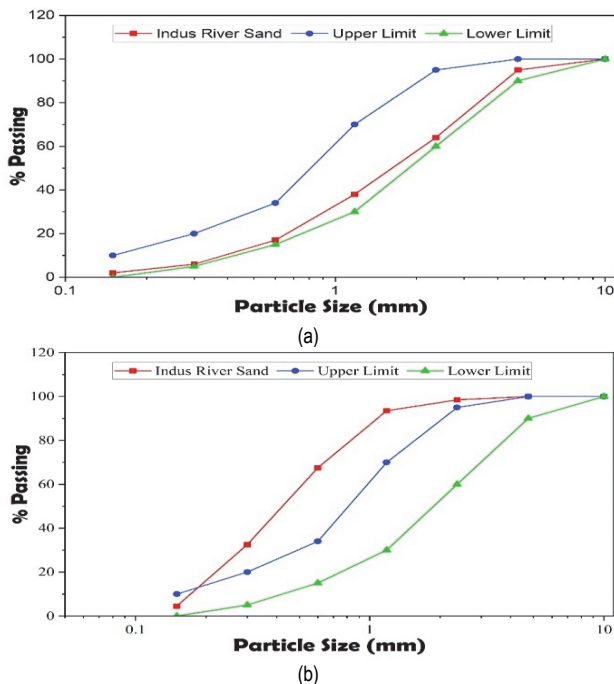 120
Indus River Sand Upper Limit Lower Limit
100
80
60
40
20
0
% Passing
0.1 1 10
Particle Size (mm)
(a)
120
Indus River Sand Upper Limit Lower Limit
100
80
60
40
20
0
% Passing
0.1 1 10
Particle Size (mm)
(b)